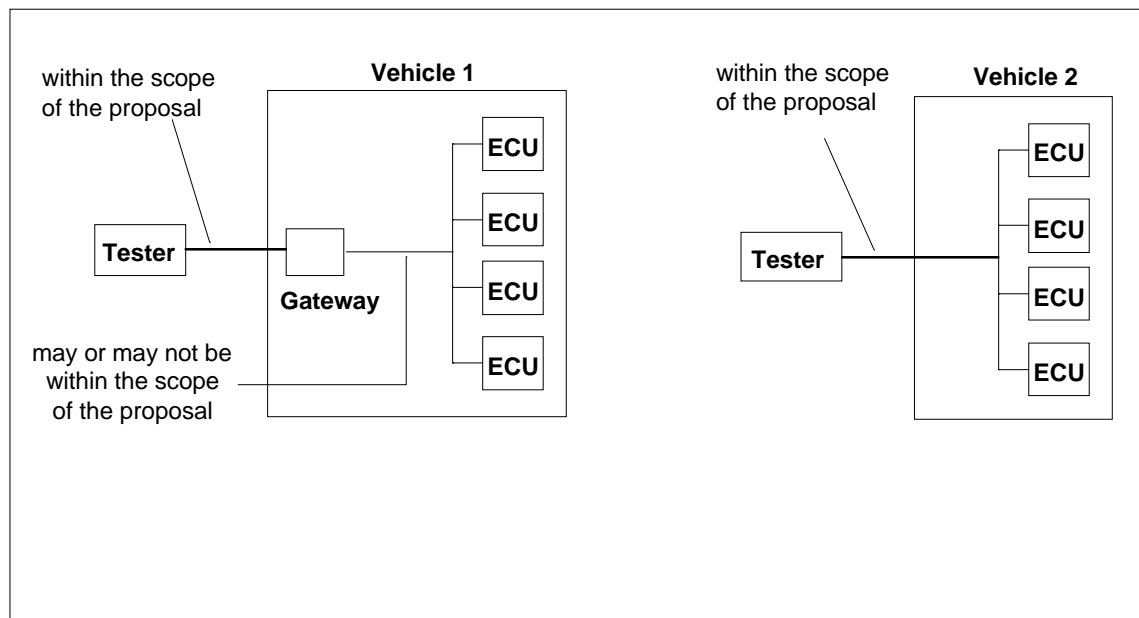 within the scope
of the proposal
Vehicle 1
ECU
ECU
ECU
ECU
Tester
Gateway
may or may not be
within the scope
of the proposal
within the scope
of the proposal
Vehicle 2
ECU
ECU
ECU
ECU
Tester